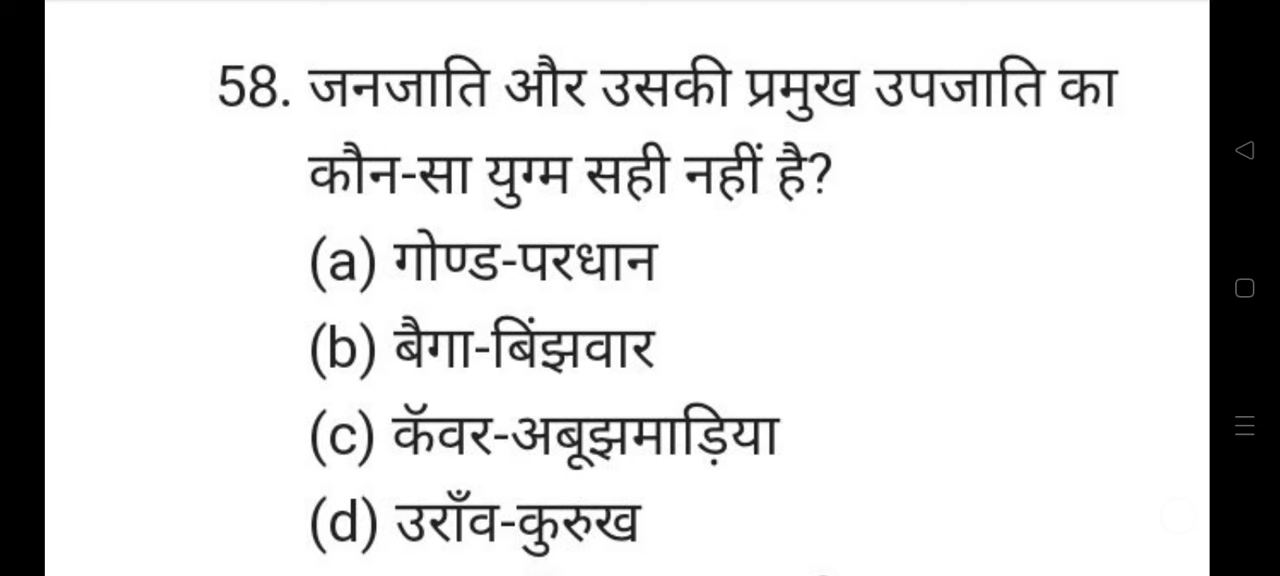 58. जनजाति और उसकी प्रमुख उपजाति का
कौन-सा युग्म सही नहीं है?
(a) गोण्ड-परधान
(b) बैगा-बिंझवार
(c) कॅवर-अबूझमाड़िया
(d) उराँव-कुरुख